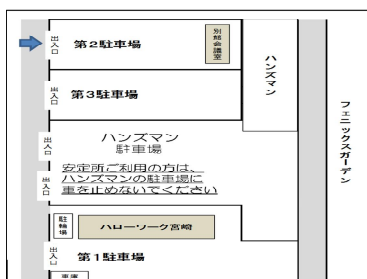 出入口
第2駐車場
別館会議室
ハンズマン
出入口
第3駐車場
フェニックスガーデン
出入口
ハンズマン
駐車場
出入口
安定所ご利用の方は、
ハンズマンの駐車場に
車を止めないでください
駐輪場
ハローワーク宮崎
出入口
第1駐車場